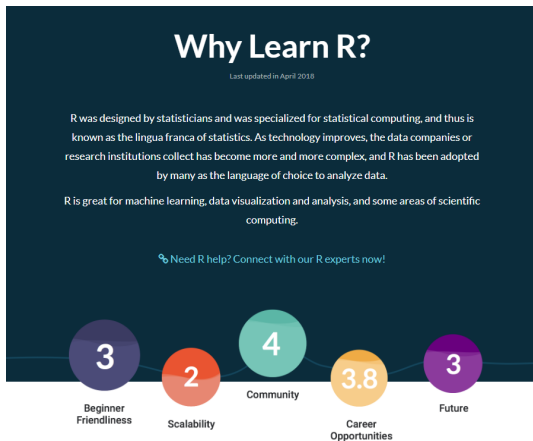 Why Learn R?
Last updated in April 2018
R was designed by statisticians and was specialized for statistical computing, and thus is
known as the lingua franca of statistics. As technology improves, the data companies or
research institutions collect has become more and more complex, and R has been adopted
by many as the language of choice to analyze data.
R is great for machine learning, data visualization and analysis, and some areas of scientific
computing.
Need R help? Connect with our R experts now!
3
Beginner
Friendliness
2
Scalability
4
Community
3.8
Career
Opportunities
3
Future